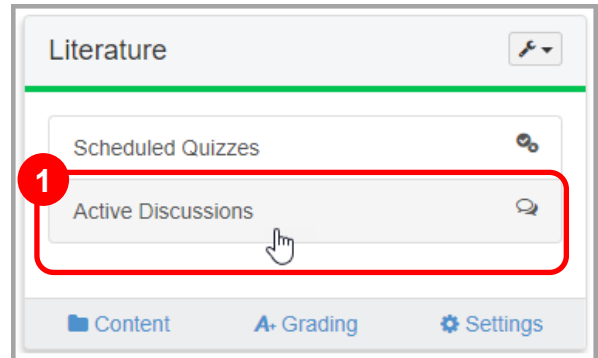 Literature
Scheduled Quizzes
1
Active Discussions
Content A+ Grading Settings